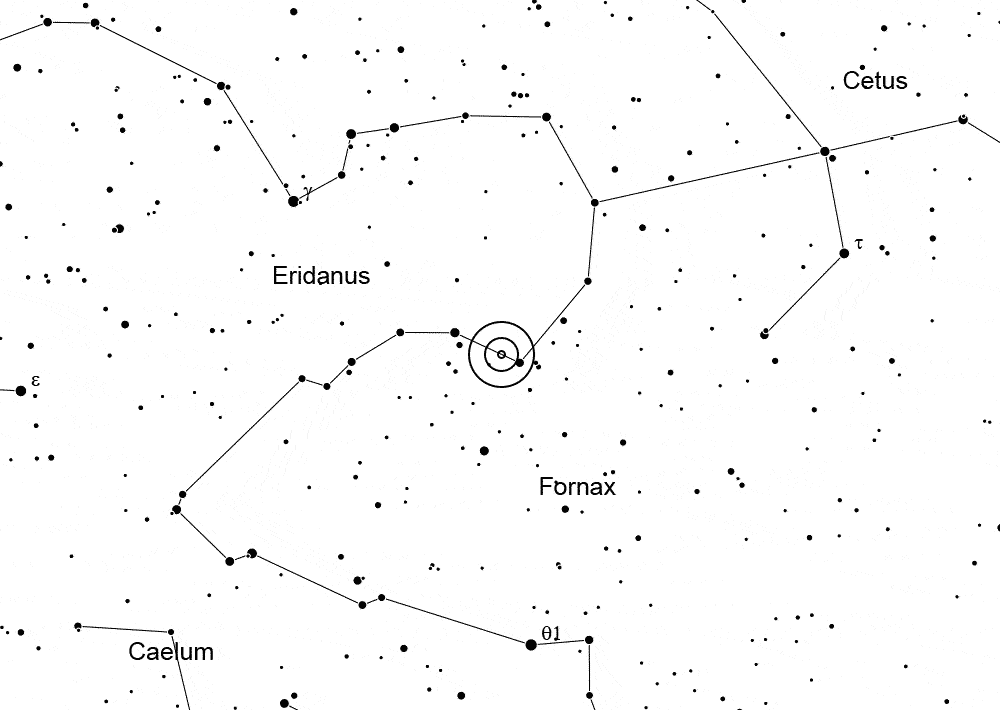 Cetus
γ
τ
Eridanus
ε
Fornax
θ1
Caelum